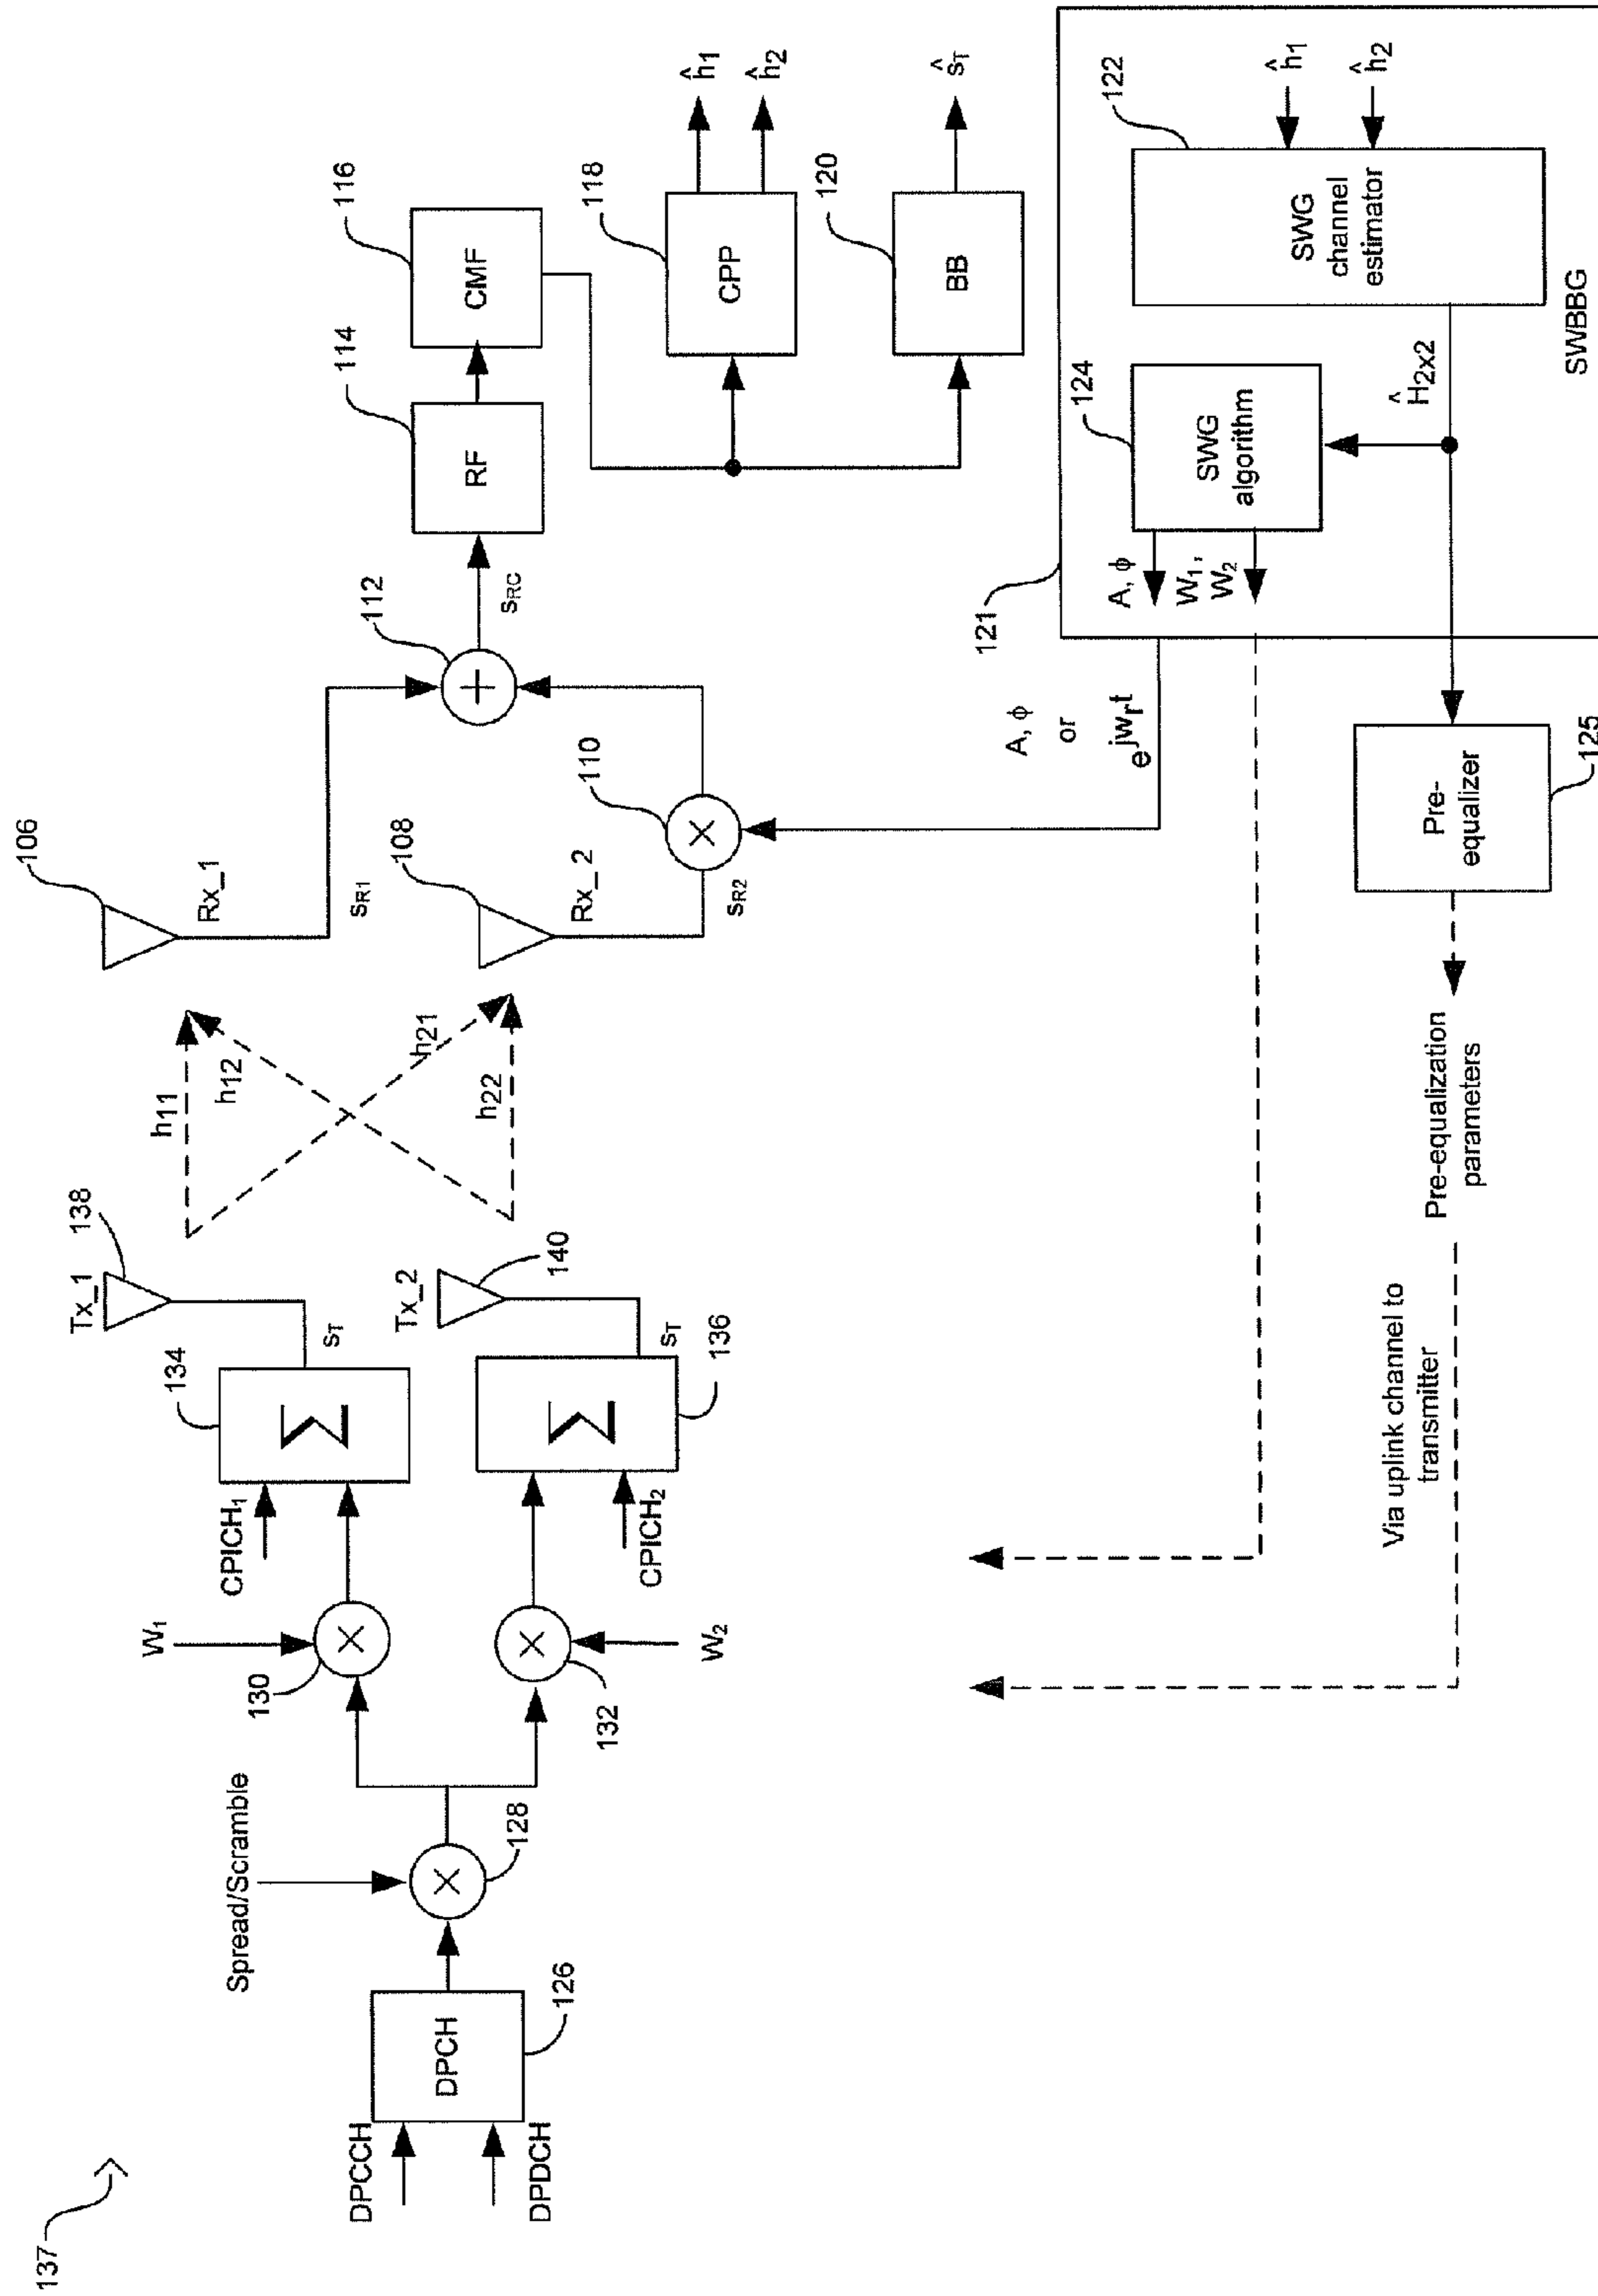 137
DPCCH
DPDCH
DPCH
126
Spread/Scramble
128
W1
130
132
W2
CPICH1
134
CPICH2
136
Tx_1
138
sT
Tx_2
140
sT
h11
h12
h21
h22
106
Rx_1
sR1
108
Rx_2
sR2
110
112
sRC
114
RF
116
CMF
118
CPP
ĥ1
ĥ2
120
BB
ŝT
A, ϕ
or
e^jwrt
121
A, ϕ
W1,
W2
124
SWG
algorithm
Ĥ2x2
122
SWG
channel
estimator
ĥ1
ĥ2
SWBBG
Pre-
equalizer
125
Pre-equalization
parameters
Via uplink channel to
transmitter